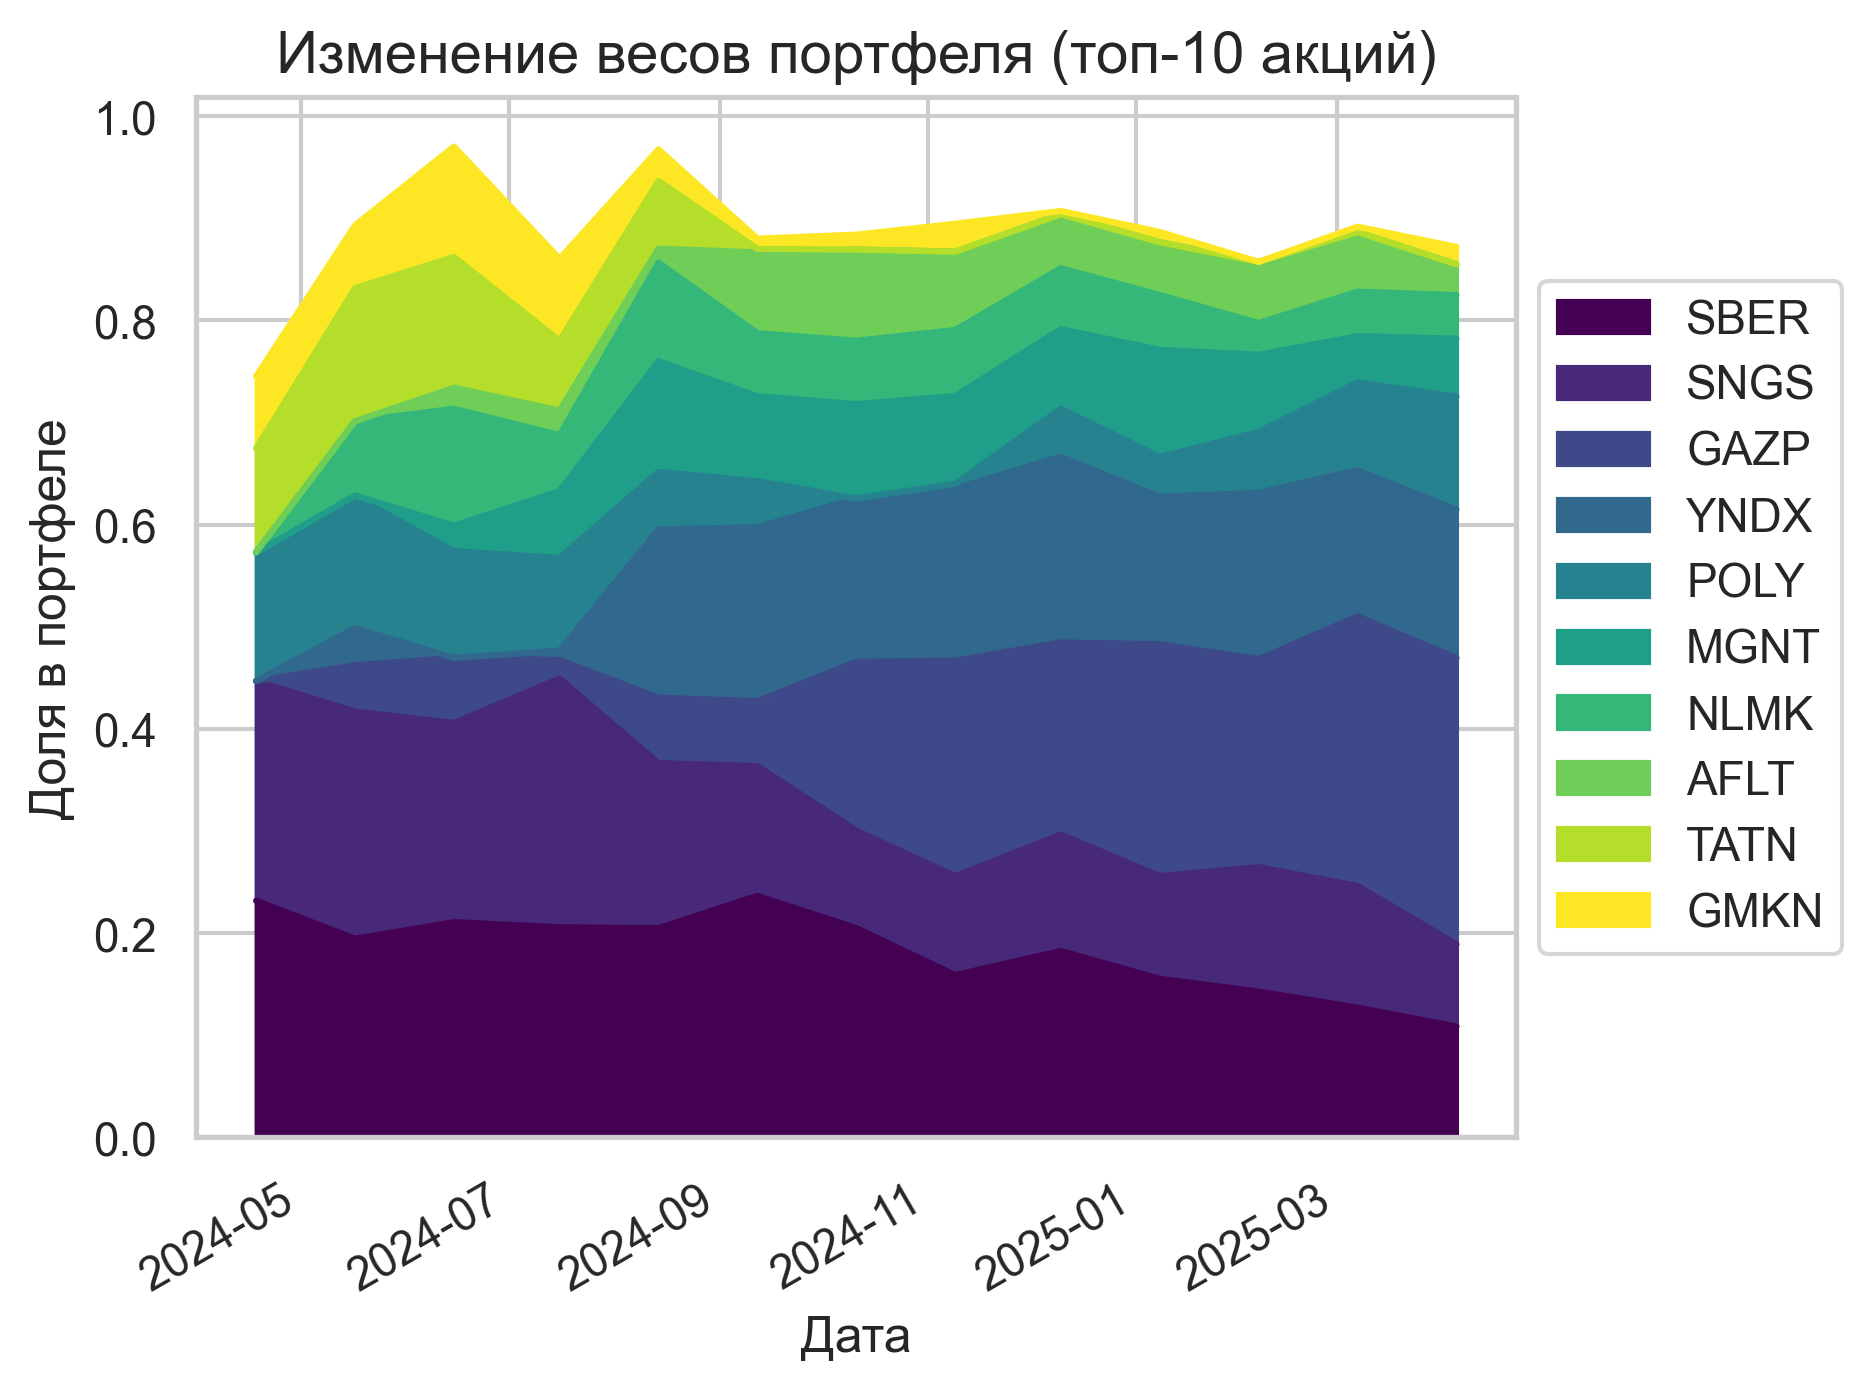 Изменение весов портфеля (топ-10 акций)
1.0
0.8
0.6
0.4
0.2
0.0
Доля в портфеле
2024-05
2024-07
2024-09
2024-11
2025-01
2025-03
Дата
SBER
SNGS
GAZP
YNDX
POLY
MGNT
NLMK
AFLT
TATN
GMKN